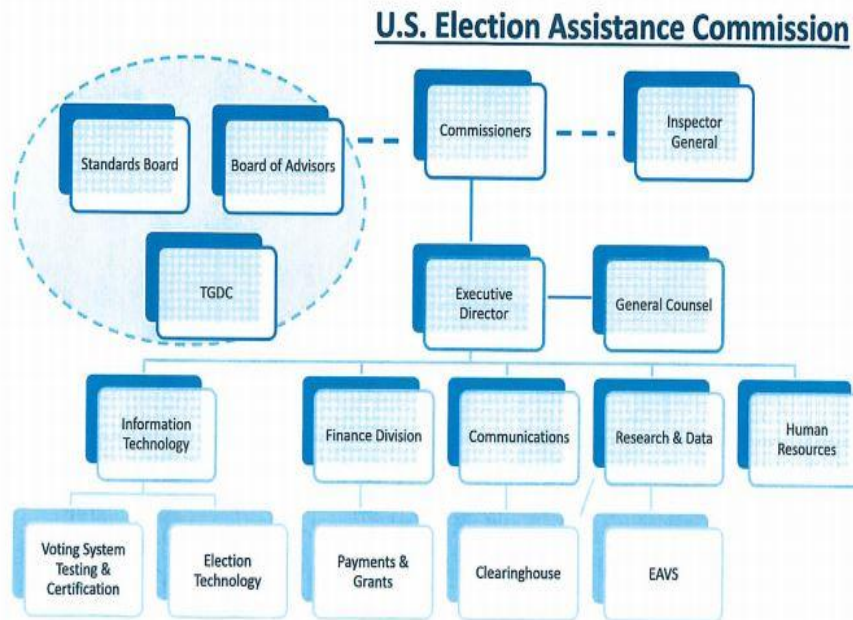 U.S. Election Assistance Commission
Standards Board
Board of Advisors
TGDC
Commissioners
Inspector
General
Executive
Director
General Counsel
Information
Technology
Finance Division
Communications
Research & Data
Human
Resources
Voting System
Testing &
Certification
Election
Technology
Payments &
Grants
Clearinghouse
EAVS